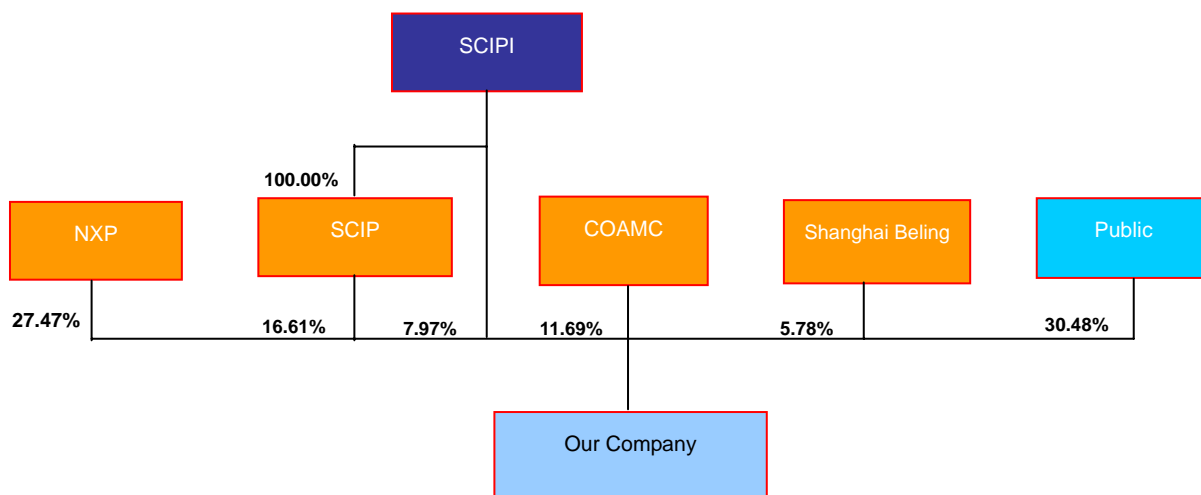 SCIPI
100.00%
NXP
SCIP
COAMC
Shanghai Beling
Public
27.47%
16.61%
7.97%
11.69%
5.78%
30.48%
Our Company